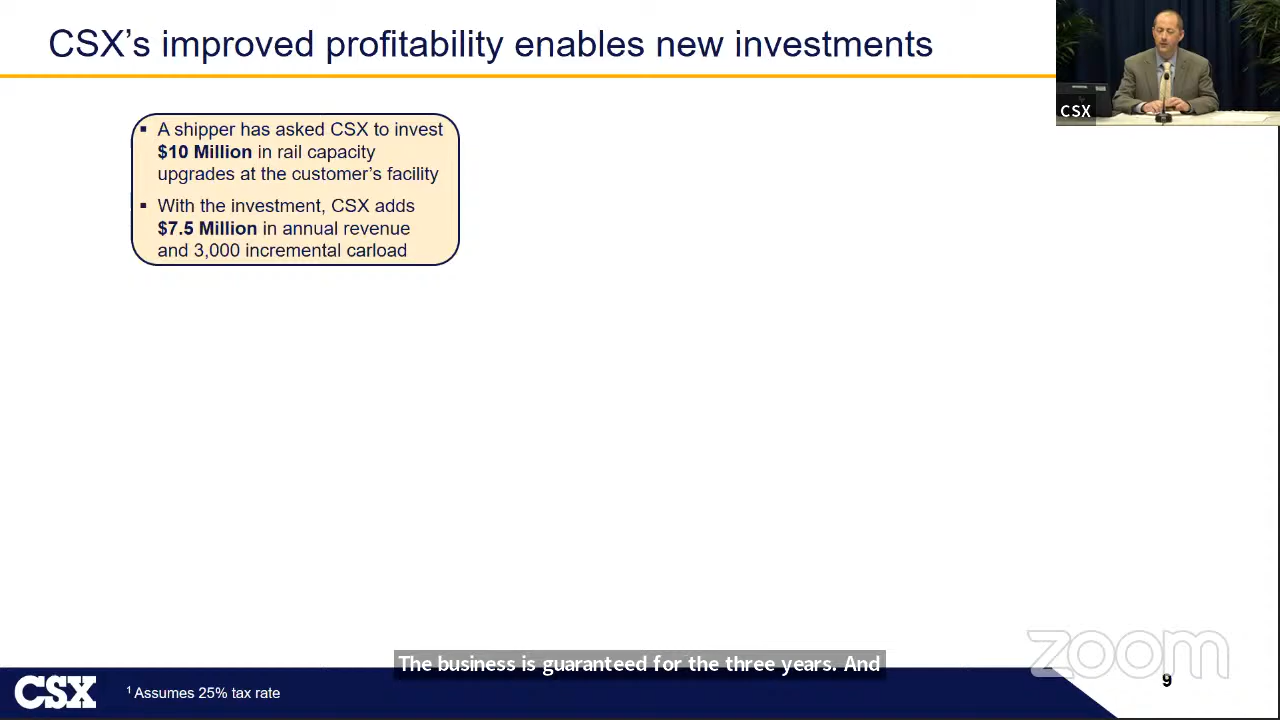 CSX's improved profitability enables new investments
CSX
▪ A shipper has asked CSX to invest
$10 Million in rail capacity
upgrades at the customer's facility
▪ With the investment, CSX adds
$7.5 Million in annual revenue
and 3,000 incremental carload
The business is guaranteed for the three years. And
zoom
CSX
1 Assumes 25% tax rate
9